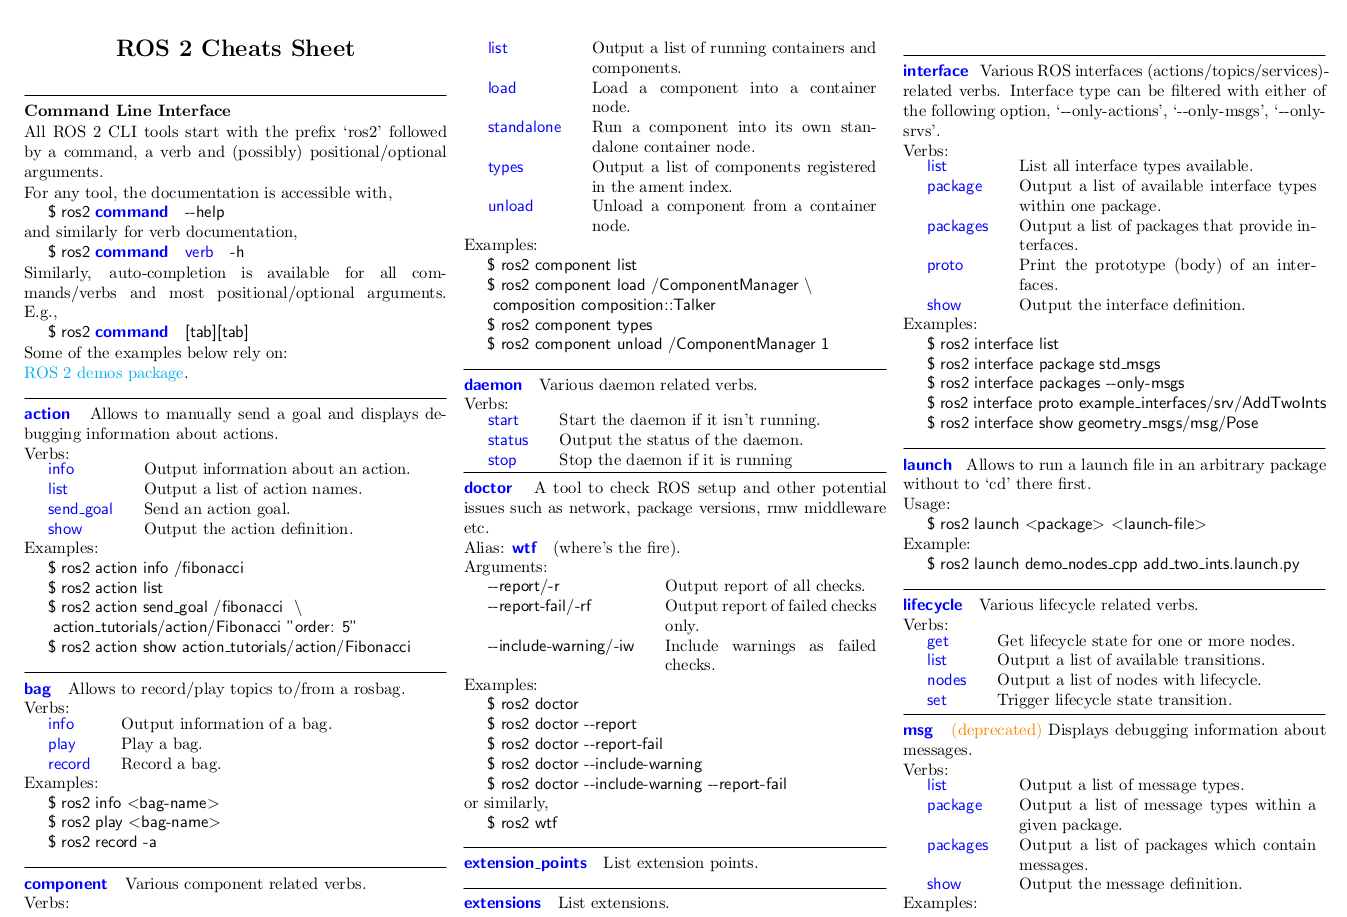 ROS 2 Cheats Sheet
Command Line Interface
All ROS 2 CLI tools start with the prefix ‘ros2’ followed
by a command, a verb and (possibly) positional/optional
arguments.
For any tool, the documentation is accessible with,
$ ros2 command --help
and similarly for verb documentation,
$ ros2 command verb -h
Similarly, auto-completion is available for all com-
mands/verbs and most positional/optional arguments.
E.g.,
$ ros2 command [tab][tab]
Some of the examples below rely on:
ROS 2 demos package.
action Allows to manually send a goal and displays de-
bugging information about actions.
Verbs:
info Output information about an action.
list Output a list of action names.
send_goal Send an action goal.
show Output the action definition.
Examples:
$ ros2 action info /fibonacci
$ ros2 action list
$ ros2 action send_goal /fibonacci \
action_tutorials/action/Fibonacci "order: 5"
$ ros2 action show action_tutorials/action/Fibonacci
bag Allows to record/play topics to/from a rosbag.
Verbs:
info Output information of a bag.
play Play a bag.
record Record a bag.
Examples:
$ ros2 info <bag-name>
$ ros2 play <bag-name>
$ ros2 record -a
component Various component related verbs.
Verbs:
list Output a list of running containers and
components.
load Load a component into a container
node.
standalone Run a component into its own stan-
dalone container node.
types Output a list of components registered
in the ament index.
unload Unload a component from a container
node.
Examples:
$ ros2 component list
$ ros2 component load /ComponentManager \
composition composition::Talker
$ ros2 component types
$ ros2 component unload /ComponentManager 1
daemon Various daemon related verbs.
Verbs:
start Start the daemon if it isn't running.
status Output the status of the daemon.
stop Stop the daemon if it is running
doctor A tool to check ROS setup and other potential
issues such as network, package versions, rmw middleware
etc.
Alias: wtf (where's the fire).
Arguments:
--report/-r Output report of all checks.
--report-fail/-rf Output report of failed checks
only.
--include-warning/-iw Include warnings as failed
checks.
Examples:
$ ros2 doctor
$ ros2 doctor --report
$ ros2 doctor --report-fail
$ ros2 doctor --include-warning
$ ros2 doctor --include-warning --report-fail
or similarly,
$ ros2 wtf
extension_points List extension points.
extensions List extensions.
interface Various ROS interfaces (actions/topics/services)-
related verbs. Interface type can be filtered with either of
the following option, ‘--only-actions’, ‘--only-msgs’, ‘--only-
srvs’.
Verbs:
list List all interface types available.
package Output a list of available interface types
within one package.
packages Output a list of packages that provide in-
terfaces.
proto Print the prototype (body) of an inter-
faces.
show Output the interface definition.
Examples:
$ ros2 interface list
$ ros2 interface package std_msgs
$ ros2 interface packages --only-msgs
$ ros2 interface proto example_interfaces/srv/AddTwoInts
$ ros2 interface show geometry_msgs/msg/Pose
launch Allows to run a launch file in an arbitrary package
without to ‘cd’ there first.
Usage:
$ ros2 launch <package> <launch-file>
Example:
$ ros2 launch demo_nodes_cpp add_two_ints.launch.py
lifecycle Various lifecycle related verbs.
Verbs:
get Get lifecycle state for one or more nodes.
list Output a list of available transitions.
nodes Output a list of nodes with lifecycle.
set Trigger lifecycle state transition.
msg (deprecated) Displays debugging information about
messages.
Verbs:
list Output a list of message types.
package Output a list of message types within a
given package.
packages Output a list of packages which contain
messages.
show Output the message definition.
Examples: